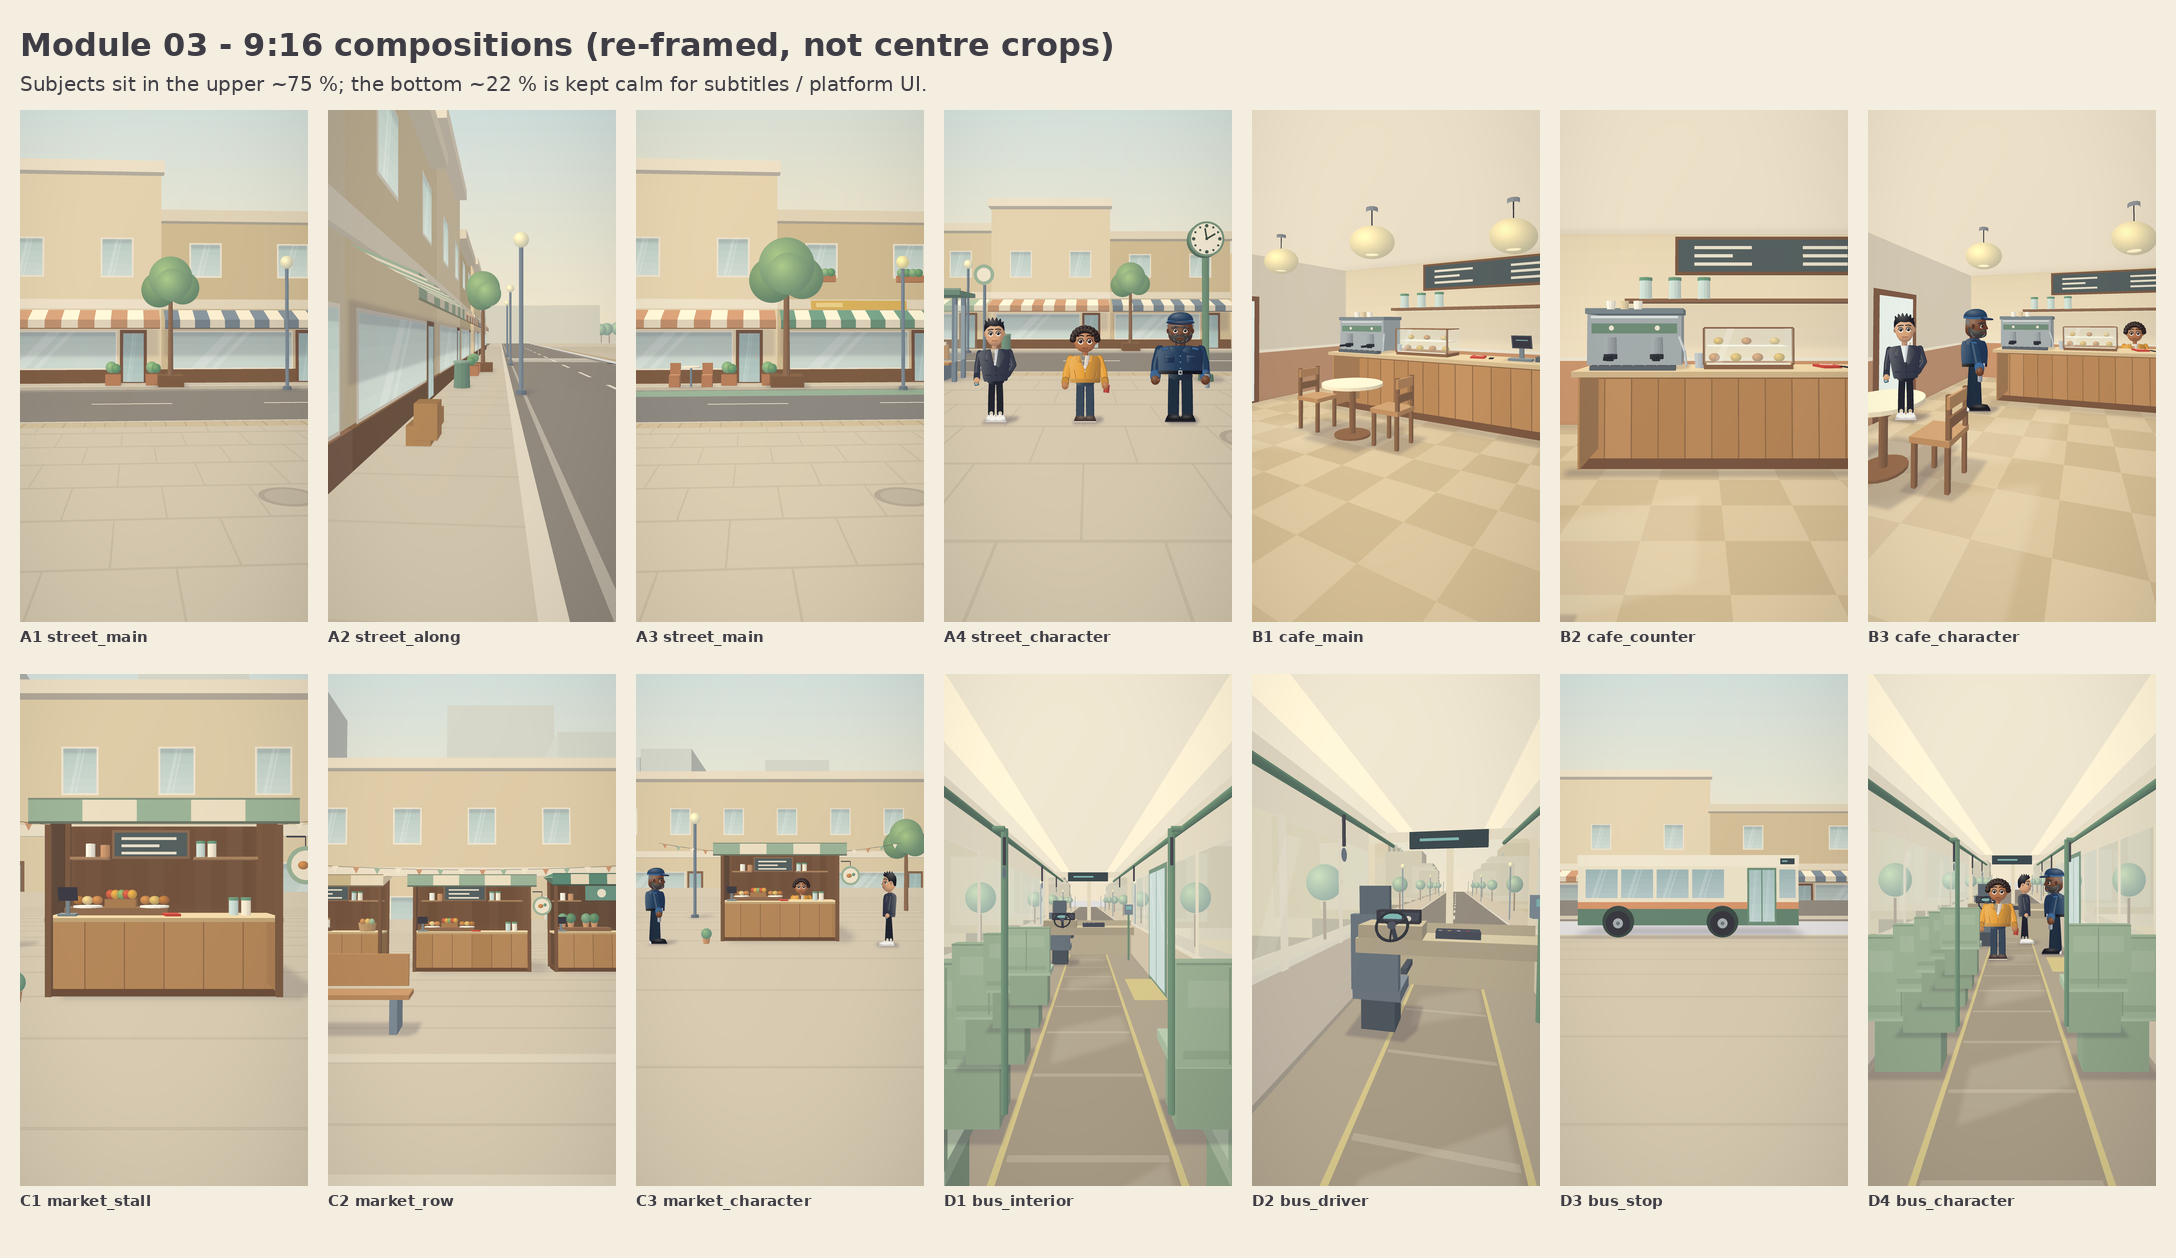 Module 03 - 9:16 compositions (re-framed, not centre crops)
Subjects sit in the upper ~75 %; the bottom ~22 % is kept calm for subtitles / platform UI.
A1 street_main
A2 street_along
A3 street_main
A4 street_character
B1 cafe_main
B2 cafe_counter
B3 cafe_character
C1 market_stall
C2 market_row
C3 market_character
D1 bus_interior
D2 bus_driver
D3 bus_stop
D4 bus_character